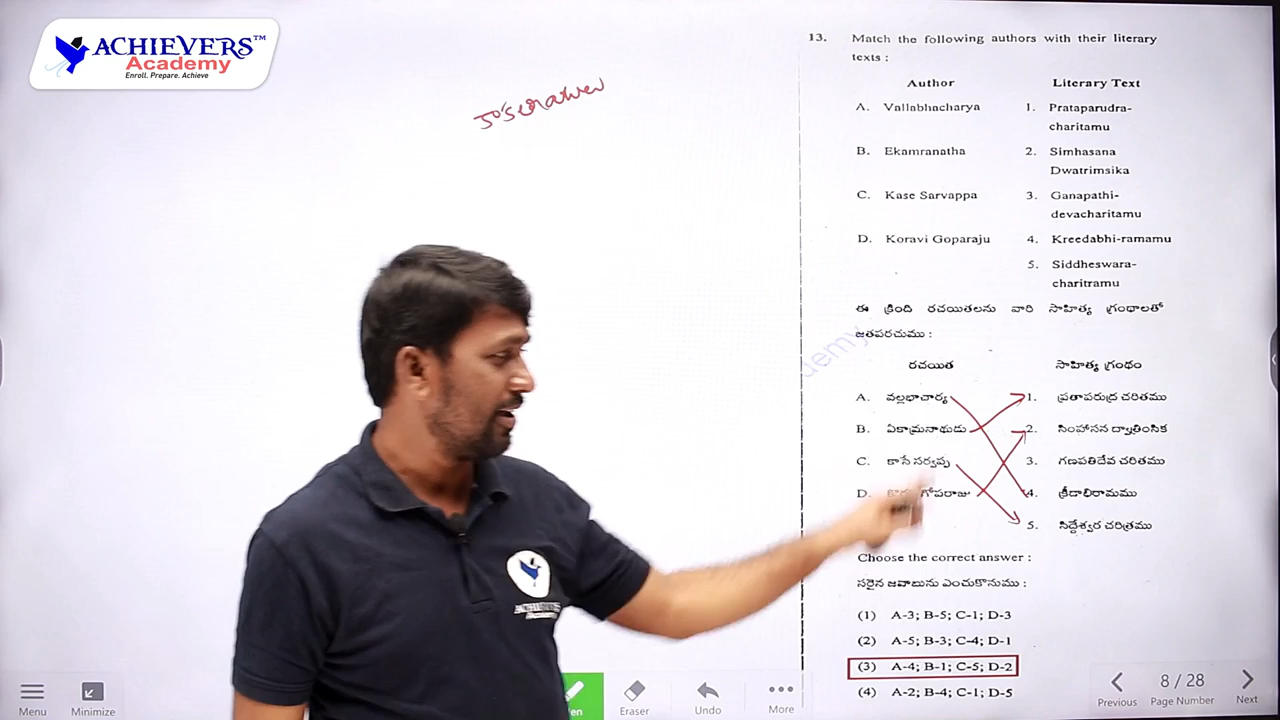 ACHIEVERS™
Academy
Enroll. Prepare. Achieve
13. Match the following authors with their literary
texts :
Author Literary Text
A. Vallabhacharya 1. Prataparudra-
charitamu
B. Ekamranatha 2. Simhasana
Dwatrimsika
C. Kase Sarvappa 3. Ganapathi-
devacharitamu
D. Koravi Goparaju 4. Kreedabhi-ramamu
5. Siddheswara-
charitramu
ఈ క్రింది రచయితలను వారి సాహిత్య గ్రంథాలతో
జతపరచుము :
రచయిత సాహిత్య గ్రంథం
A. వల్లభాచార్య 1. ప్రతాపరుద్ర చరితము
B. ఏకామ్రనాథుడు 2. సింహాసన ద్వాత్రింసిక
C. కాసే సర్వప్ప 3. గణపతిదేవ చరితము
D. గోపరాజు 4. క్రీడాభిరామము
5. సిద్దేశ్వర చరిత్రము
Choose the correct answer :
సరైన జవాబును ఎంచుకొనుము :
(1) A-3; B-5; C-1; D-3
(2) A-5; B-3; C-4; D-1
(3) A-4; B-1; C-5; D-2
(4) A-2; B-4; C-1; D-5
demy
ACHIEVERS
Menu Minimize Pen Eraser Undo More Previous 8 / 28 Page Number Next